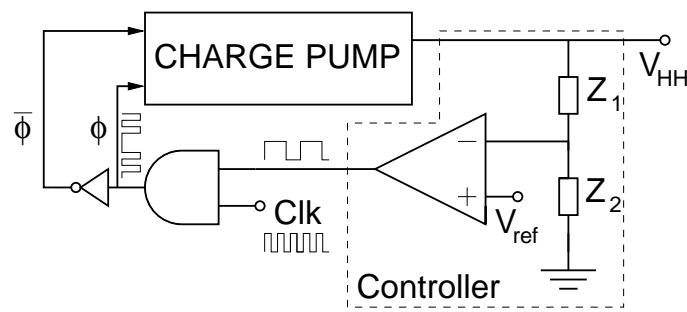 CHARGE PUMP
V_HH
Z_1
ϕ̅
ϕ
−
+
Clk
V_ref
Z_2
Controller